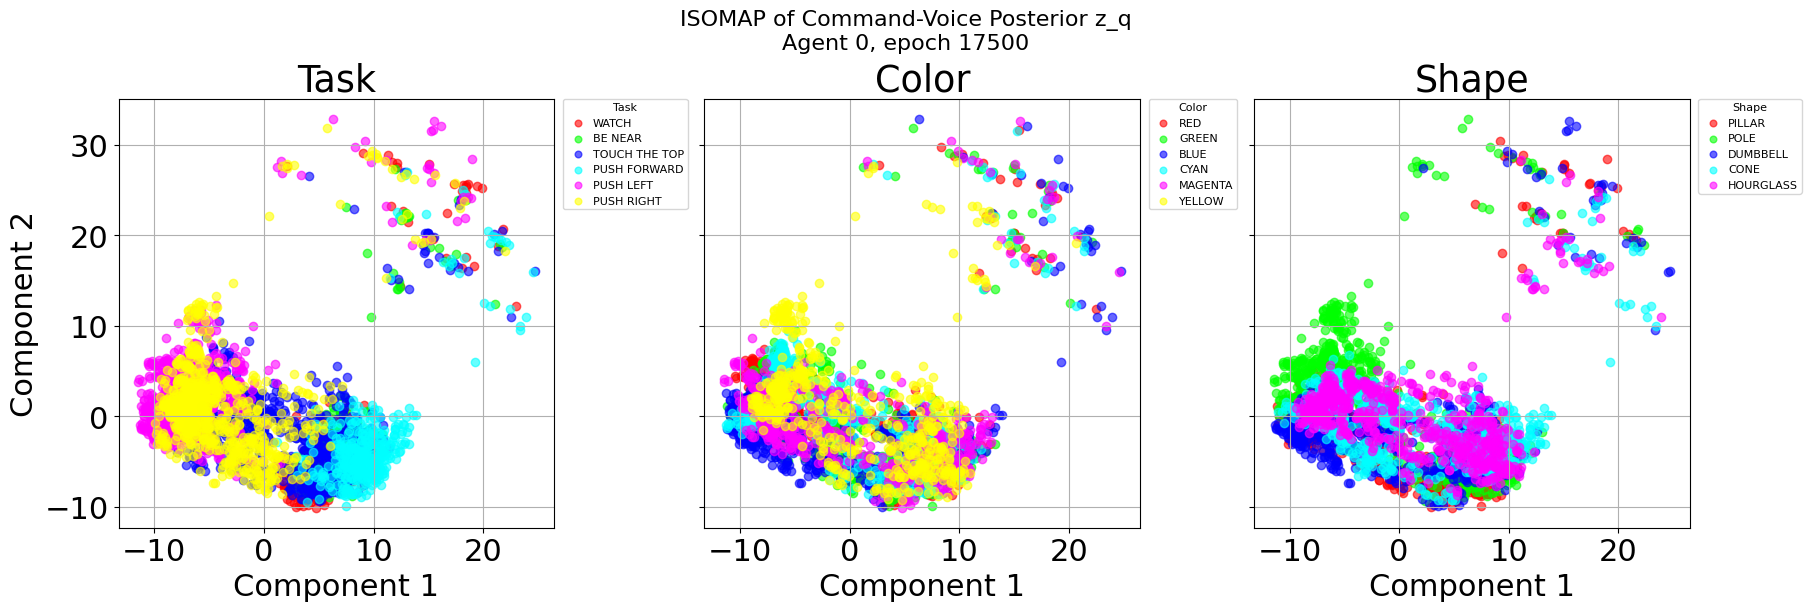 ISOMAP of Command-Voice Posterior z_q
Agent 0, epoch 17500
Task
Color
Shape
Task
WATCH
BE NEAR
TOUCH THE TOP
PUSH FORWARD
PUSH LEFT
PUSH RIGHT
Color
RED
GREEN
BLUE
CYAN
MAGENTA
YELLOW
Shape
PILLAR
POLE
DUMBBELL
CONE
HOURGLASS
Component 2
30
20
10
0
−10
−10 0 10 20
−10 0 10 20
−10 0 10 20
Component 1
Component 1
Component 1